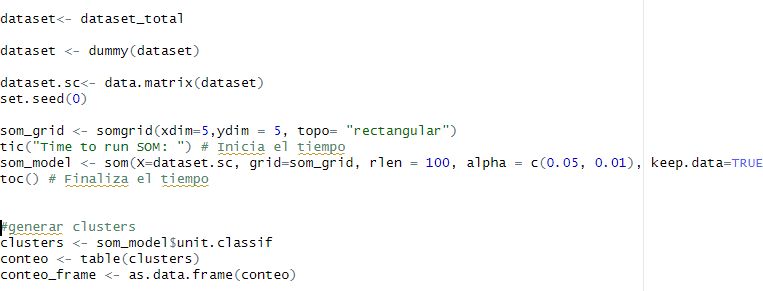 dataset<- dataset_total
dataset <- dummy(dataset)
dataset.sc<- data.matrix(dataset)
set.seed(0)
som_grid <- somgrid(xdim=5,ydim = 5, topo= "rectangular")
tic("Time to run SOM: ") # Inicia el tiempo
som_model <- som(X=dataset.sc, grid=som_grid, rlen = 100, alpha = c(0.05, 0.01), keep.data=TRUE
toc() # Finaliza el tiempo
#generar clusters
clusters <- som_model$unit.classif
conteo <- table(clusters)
conteo_frame <- as.data.frame(conteo)